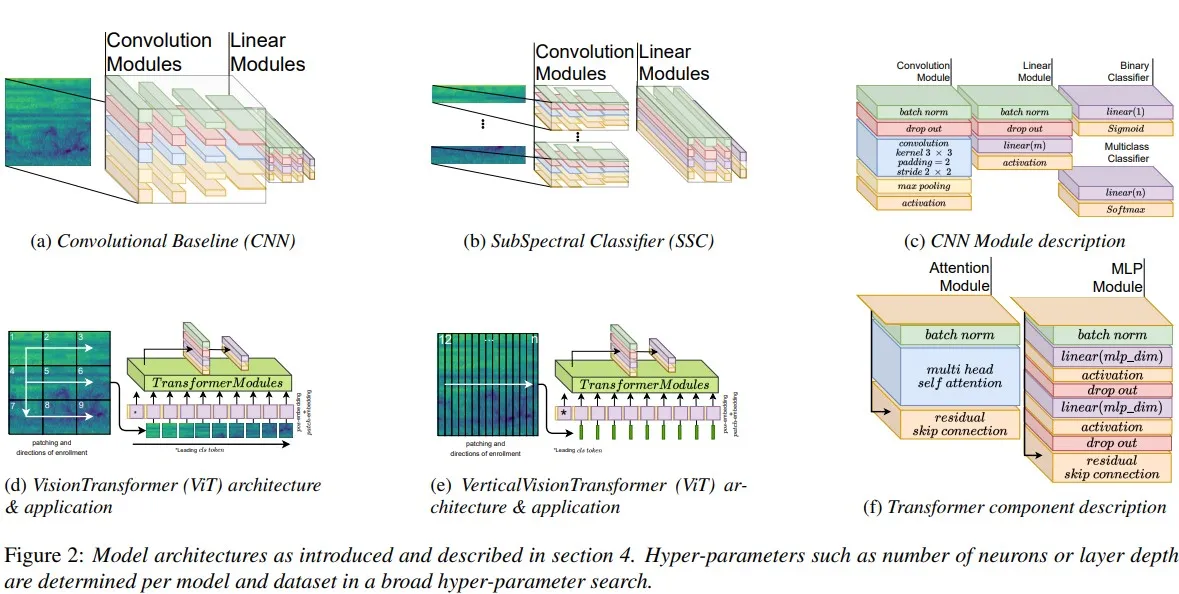 Convolution Modules
Linear Modules
(a) Convolutional Baseline (CNN)
Convolution Modules
Linear Modules
(b) SubSpectral Classifier (SSC)
Convolution Module
Linear Module
Binary Classifier
batch norm
drop out
convolution
kernel 3 × 3
padding = 2
stride 2 × 2
max pooling
activation
batch norm
drop out
linear(m)
activation
linear(1)
Sigmoid
Multiclass Classifier
linear(n)
Softmax
(c) CNN Module description
1 2 3
4 5 6
7 8 9
patching and
directions of enrollment
TransformerModules
*
pos-embedding
+
patch-embedding
*Leading cls token
(d) VisionTransformer (ViT) architecture
& application
12 ... n
patching and
directions of enrollment
TransformerModules
*
pos-embedding
+
patch-embedding
*Leading cls token
(e) VerticalVisionTransformer (ViT) ar-
chitecture & application
Attention Module
MLP Module
batch norm
multi head
self attention
residual
skip connection
batch norm
linear(mlp_dim)
activation
drop out
linear(mlp_dim)
activation
drop out
residual
skip connection
(f) Transformer component description
Figure 2: Model architectures as introduced and described in section 4. Hyper-parameters such as number of neurons or layer depth
are determined per model and dataset in a broad hyper-parameter search.